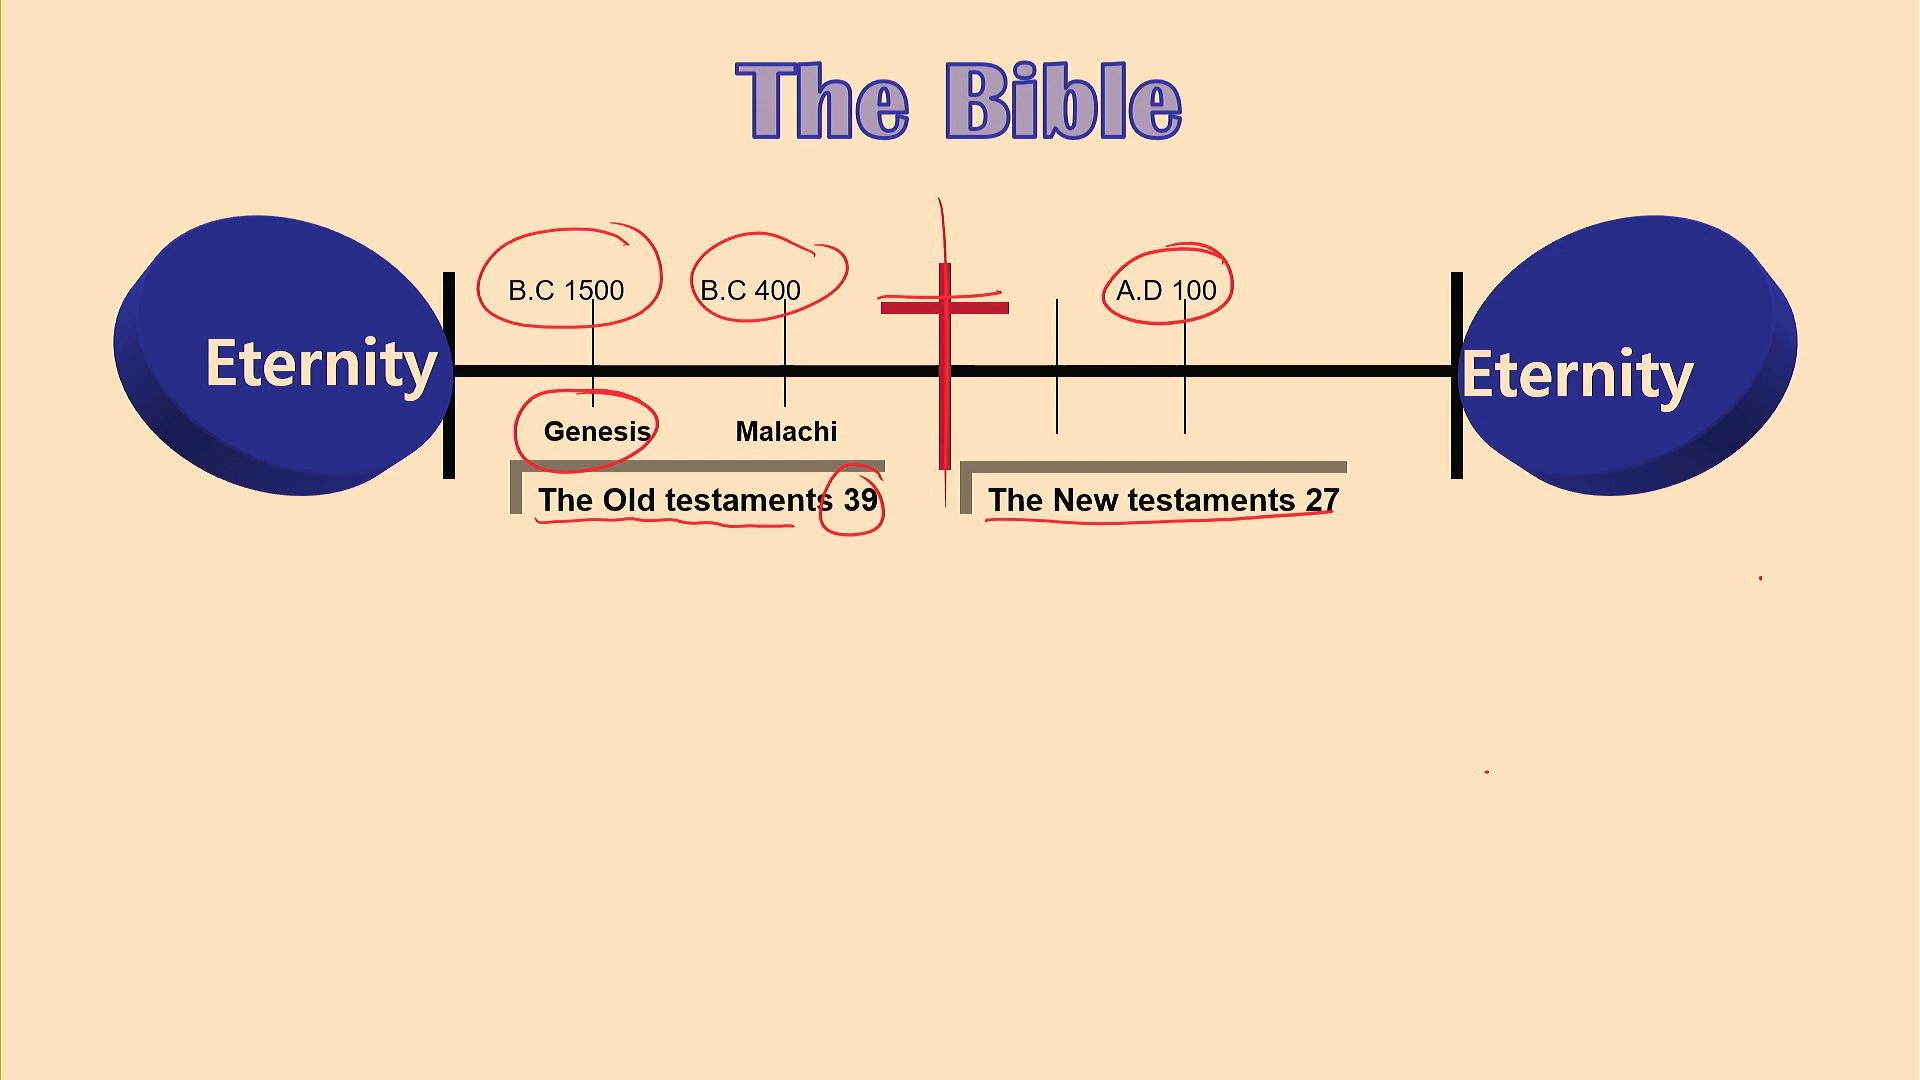 The Bible
B.C 1500
B.C 400
A.D 100
Eternity
Eternity
Genesis
Malachi
The Old testaments 39
The New testaments 27